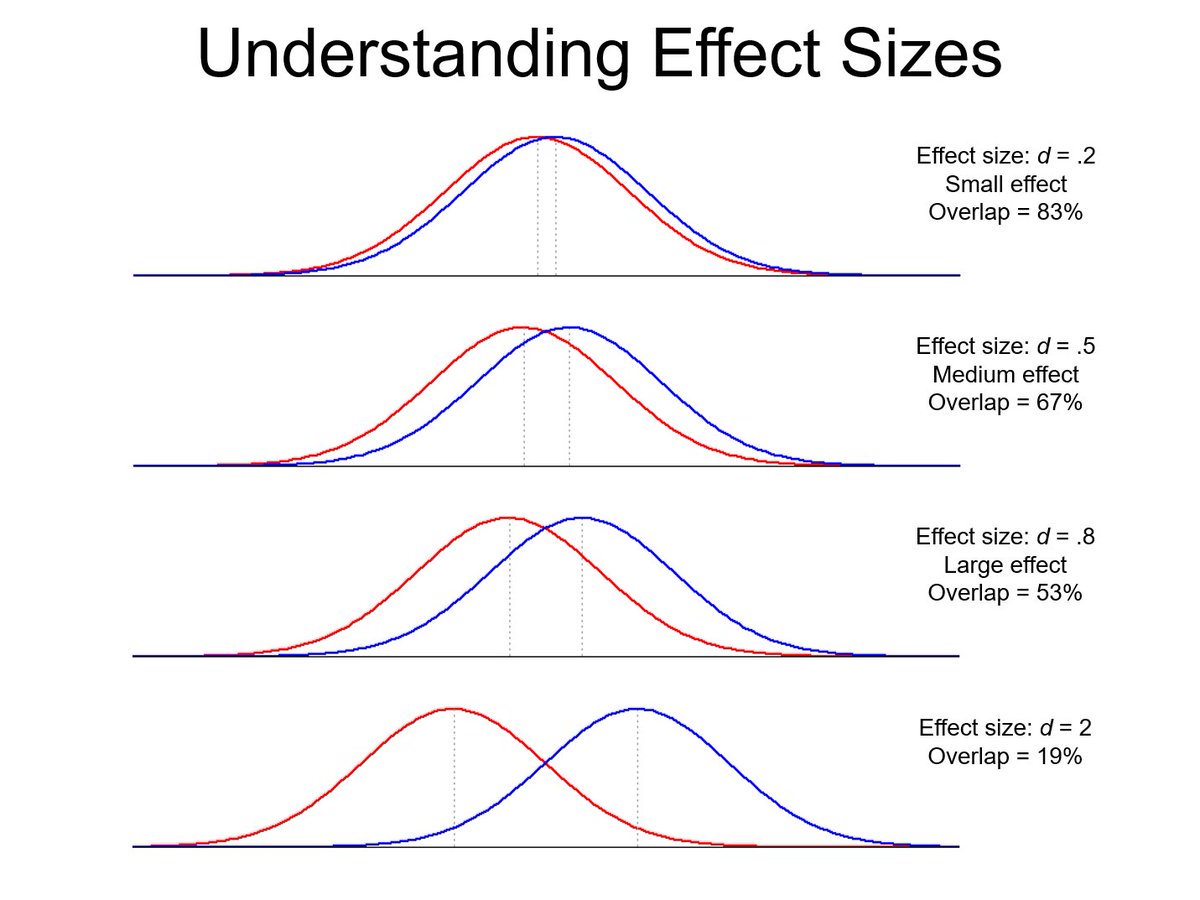 Understanding Effect Sizes
Effect size: d = .2
Small effect
Overlap = 83%
Effect size: d = .5
Medium effect
Overlap = 67%
Effect size: d = .8
Large effect
Overlap = 53%
Effect size: d = 2
Overlap = 19%